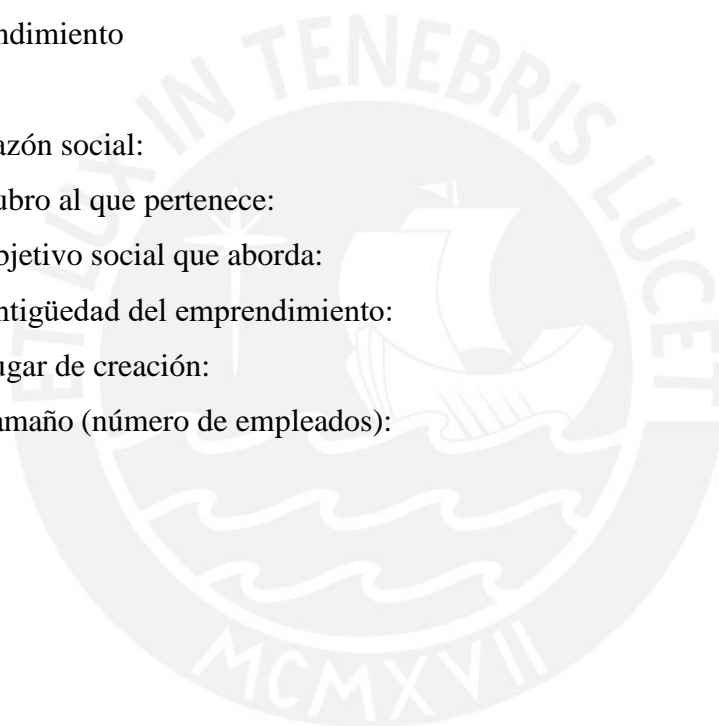 ndimiento
azón social:
ubro al que pertenece:
bjetivo social que aborda:
ntigüedad del emprendimiento:
ugar de creación:
amaño (número de empleados):
ET LUX IN TENEBRIS LUCET
MCMXVII